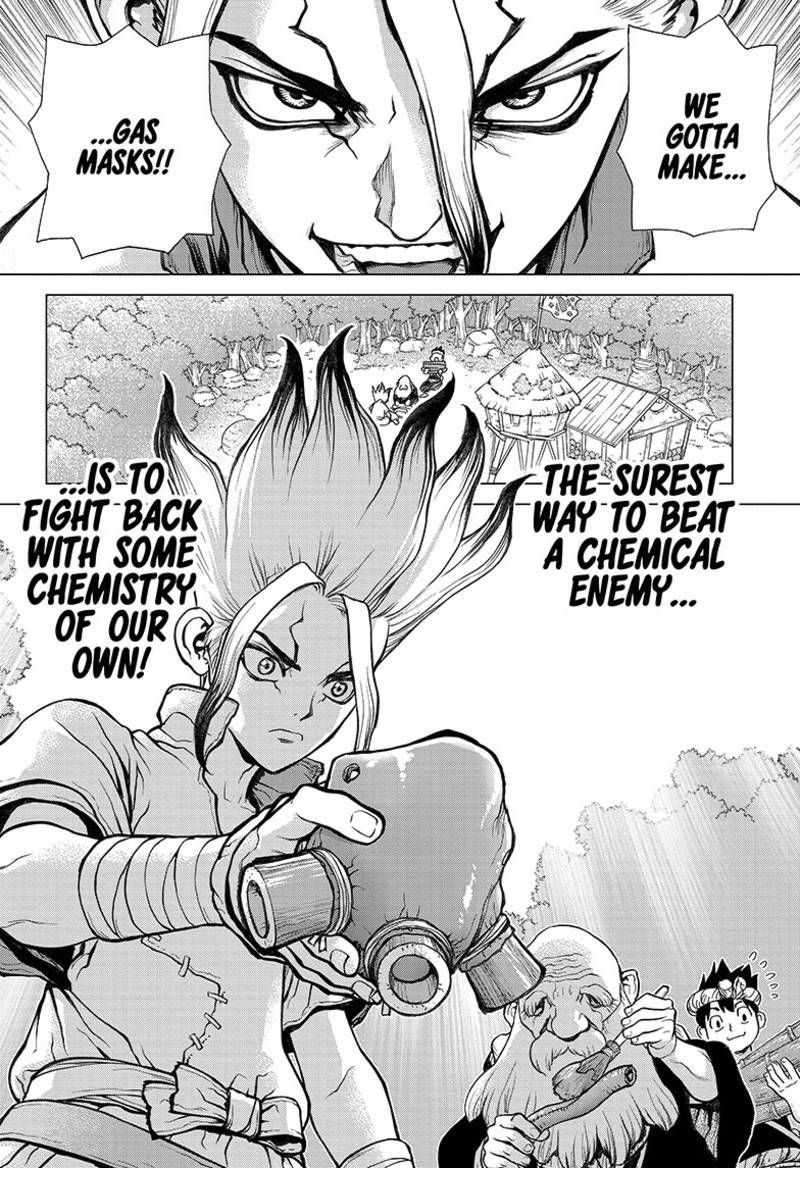 WE
GOTTA
MAKE...
...GAS
MASKS!!
THE SUREST
WAY TO BEAT
A CHEMICAL
ENEMY...
...IS TO
FIGHT BACK
WITH SOME
CHEMISTRY
OF OUR
OWN!